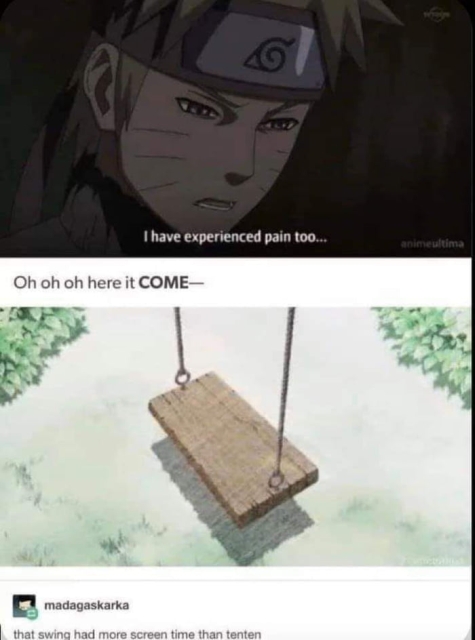 I have experienced pain too...
animeultima
Oh oh oh here it COME—
madagaskarka
that swing had more screen time than tenten